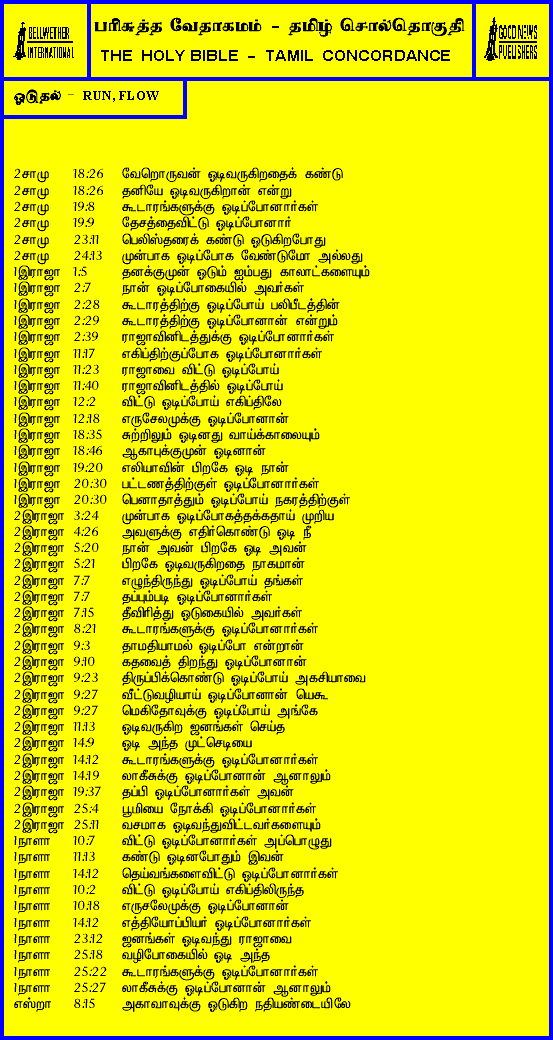 BELLWETHER
INTERNATIONAL
பரிசுத்த வேதாகமம் - தமிழ் சொல்தொகுதி
THE HOLY BIBLE - TAMIL CONCORDANCE
GOOD NEWS
PUBLISHERS
ஓடுதல் - RUN, FLOW
2சாமு 18:26 வேறொருவன் ஓடிவருகிறதைக் கண்டு
2சாமு 18:26 தனியே ஓடிவருகிறான் என்று
2சாமு 19:8 கூடாரங்களுக்கு ஓடிப்போனார்கள்
2சாமு 19:9 தேசத்தைவிட்டு ஓடிப்போனார்
2சாமு 23:11 பெலிஸ்தரைக் கண்டு ஓடுகிறபோது
2சாமு 24:13 முன்பாக ஓடிப்போக வேண்டுமோ அல்லது
1இராஜா 1:5 தனக்குமுன் ஓடும் ஐம்பது காலாட்களையும்
1இராஜா 2:7 நான் ஓடிப்போகையில் அவர்கள்
1இராஜா 2:28 கூடாரத்திற்கு ஓடிப்போய் பலிபீடத்தின்
1இராஜா 2:29 கூடாரத்திற்கு ஓடிப்போனான் என்றும்
1இராஜா 2:39 ராஜாவினிடத்துக்கு ஓடிப்போனார்கள்
1இராஜா 11:17 எகிப்திற்குப்போக ஓடிப்போனார்கள்
1இராஜா 11:23 ராஜாவை விட்டு ஓடிப்போய்
1இராஜா 11:40 ராஜாவினிடத்தில் ஓடிப்போய்
1இராஜா 12:2 விட்டு ஓடிப்போய் எகிப்திலே
1இராஜா 12:18 எருசேலமுக்கு ஓடிப்போனான்
1இராஜா 18:35 சுற்றிலும் ஓடினது வாய்க்காலையும்
1இராஜா 18:46 ஆகாபுக்குமுன் ஓடினான்
1இராஜா 19:20 எலியாவின் பிறகே ஓடி நான்
1இராஜா 20:30 பட்டணத்திற்குள் ஓடிப்போனார்கள்
1இராஜா 20:30 பெனாதாத்தும் ஓடிப்போய் நகரத்திற்குள்
2இராஜா 3:24 முன்பாக ஓடிப்போகத்தக்கதாய் முறிய
2இராஜா 4:26 அவளுக்கு எதிர்கொண்டு ஓடி நீ
2இராஜா 5:20 நான் அவன் பிறகே ஓடி அவன்
2இராஜா 5:21 பிறகே ஓடிவருகிறதை நாகமான்
2இராஜா 7:7 எழுந்திருந்து ஓடிப்போய் தங்கள்
2இராஜா 7:7 தப்பும்படி ஓடிப்போனார்கள்
2இராஜா 7:15 தீவிரித்து ஓடுகையில் அவர்கள்
2இராஜா 8:21 கூடாரங்களுக்கு ஓடிப்போனார்கள்
2இராஜா 9:3 தாமதியாமல் ஓடிப்போ என்றான்
2இராஜா 9:10 கதவைத் திறந்து ஓடிப்போனான்
2இராஜா 9:23 திருப்பிக்கொண்டு ஓடிப்போய் அகசியாவை
2இராஜா 9:27 வீட்டுவழியாய் ஓடிப்போனான் யெகூ
2இராஜா 9:27 மெகிதோவுக்கு ஓடிப்போய் அங்கே
2இராஜா 11:13 ஓடிவருகிற ஜனங்கள் செய்த
2இராஜா 14:9 ஓடி அந்த முட்செடியை
2இராஜா 14:12 கூடாரங்களுக்கு ஓடிப்போனார்கள்
2இராஜா 14:19 லாகீசுக்கு ஓடிப்போனான் ஆனாலும்
2இராஜா 19:37 தப்பி ஓடிப்போனார்கள் அவன்
2இராஜா 25:4 பூமியை நோக்கி ஓடிப்போனார்கள்
2இராஜா 25:11 வசமாக ஓடிவந்துவிட்டவர்களையும்
1நாளா 10:7 விட்டு ஓடிப்போனார்கள் அப்பொழுது
1நாளா 11:13 கண்டு ஓடினபோதும் இவன்
1நாளா 14:12 தெய்வங்களைவிட்டு ஓடிப்போனார்கள்
1நாளா 10:2 விட்டு ஓடிப்போய் எகிப்திலிருந்த
1நாளா 10:18 எருசலேமுக்கு ஓடிப்போனான்
1நாளா 14:12 எத்தியோப்பியர் ஓடிப்போனார்கள்
1நாளா 23:12 ஜனங்கள் ஓடிவந்து ராஜாவை
1நாளா 25:18 வழிபோகையில் ஓடி அந்த
1நாளா 25:22 கூடாரங்களுக்கு ஓடிப்போனார்கள்
1நாளா 25:27 லாகீசுக்கு ஓடிப்போனான் ஆனாலும்
எஸ்றா 8:15 அகாவாவுக்கு ஓடுகிற நதியண்டையிலே